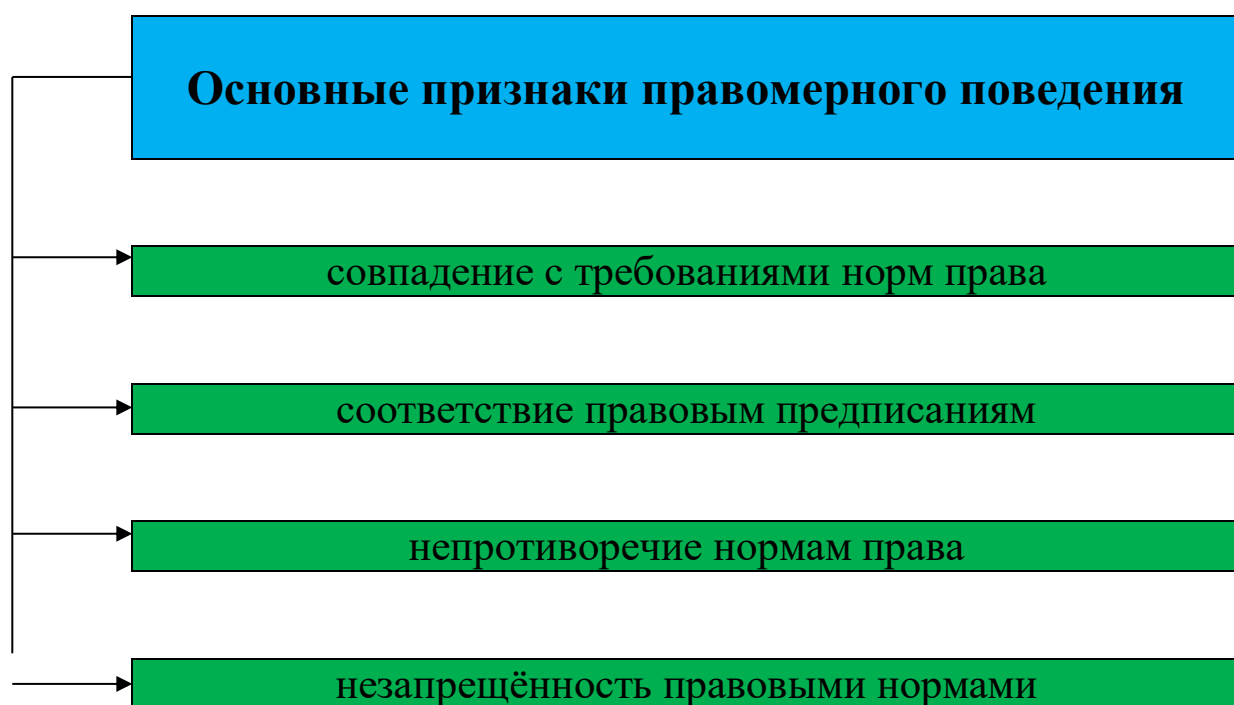 Основные признаки правомерного поведения
совпадение с требованиями норм права
соответствие правовым предписаниям
непротиворечие нормам права
незапрещённость правовыми нормами